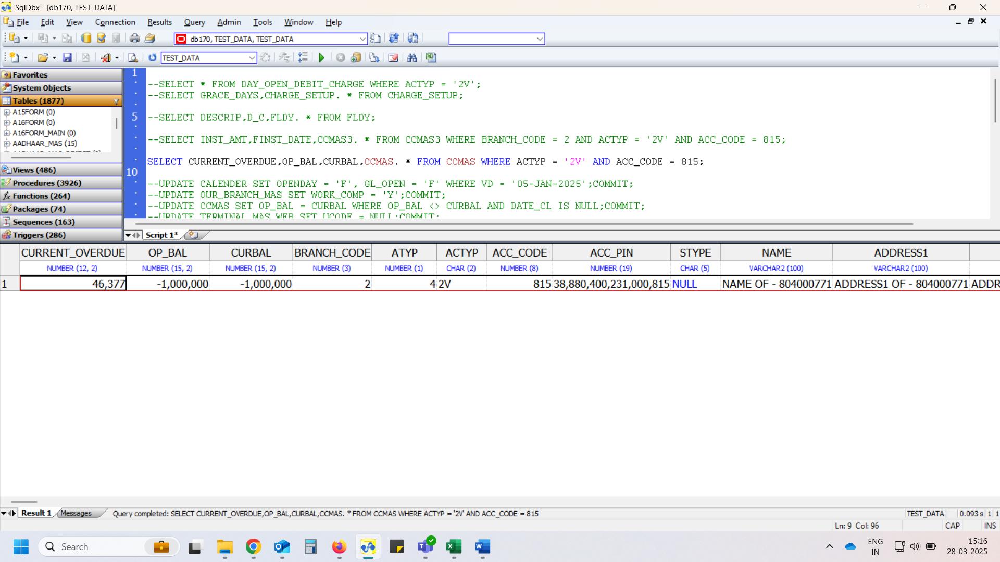 SqlDbx - [db170, TEST_DATA]
File Edit View Connection Results Query Admin Tools Window Help
db170, TEST_DATA, TEST_DATA
TEST_DATA
Favorites
System Objects
Tables (1877)
A15FORM (0)
A16FORM (0)
A16FORM_MAIN (0)
AADHAAR_MAS (15)
Views (486)
Procedures (3926)
Functions (264)
Packages (74)
Sequences (163)
Triggers (286)
1
--SELECT * FROM DAY_OPEN_DEBIT_CHARGE WHERE ACTYP = '2V';
--SELECT GRACE_DAYS,CHARGE_SETUP. * FROM CHARGE_SETUP;
5 --SELECT DESCRIP,D_C,FLDY. * FROM FLDY;
--SELECT INST_AMT,FINST_DATE,CCMAS3. * FROM CCMAS3 WHERE BRANCH_CODE = 2 AND ACTYP = '2V' AND ACC_CODE = 815;
SELECT CURRENT_OVERDUE,OP_BAL,CURBAL,CCMAS. * FROM CCMAS WHERE ACTYP = '2V' AND ACC_CODE = 815;
10
--UPDATE CALENDER SET OPENDAY = 'F', GL_OPEN = 'F' WHERE VD = '05-JAN-2025';COMMIT;
--UPDATE OUR_BRANCH_MAS SET WORK_COMP = 'Y';COMMIT;
--UPDATE CCMAS SET OP_BAL = CURBAL WHERE OP_BAL <> CURBAL AND DATE_CL IS NULL;COMMIT;
--UPDATE TERMINAL_MAS_WEB SET UCODE = NULL;COMMIT;
Script 1*
CURRENT_OVERDUE OP_BAL CURBAL BRANCH_CODE ATYP ACTYP ACC_CODE ACC_PIN STYPE NAME ADDRESS1
NUMBER (12, 2) NUMBER (15, 2) NUMBER (15, 2) NUMBER (3) NUMBER (1) CHAR (2) NUMBER (8) NUMBER (19) CHAR (5) VARCHAR2 (100) VARCHAR2 (100)
1 46,377 -1,000,000 -1,000,000 2 4 2V 815 38,880,400,231,000,815 NULL NAME OF - 804000771 ADDRESS1 OF - 804000771 ADDR
Result 1 Messages Query completed: SELECT CURRENT_OVERDUE,OP_BAL,CURBAL,CCMAS. * FROM CCMAS WHERE ACTYP = '2V' AND ACC_CODE = 815 TEST_DATA 0.093 s 1 1
Ln: 9 Col: 96 CAP INS
Search
ENG
IN
15:16
28-03-2025